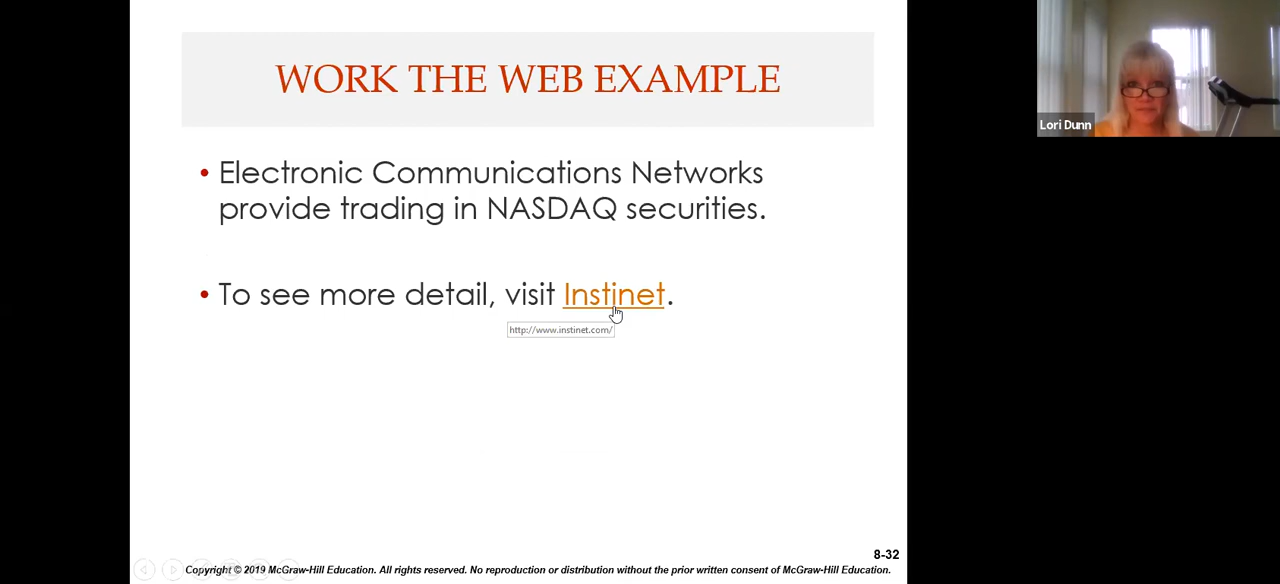 WORK THE WEB EXAMPLE
• Electronic Communications Networks
provide trading in NASDAQ securities.
• To see more detail, visit Instinet.
http://www.instinet.com/
8-32
Copyright © 2019 McGraw-Hill Education. All rights reserved. No reproduction or distribution without the prior written consent of McGraw-Hill Education.
Lori Dunn